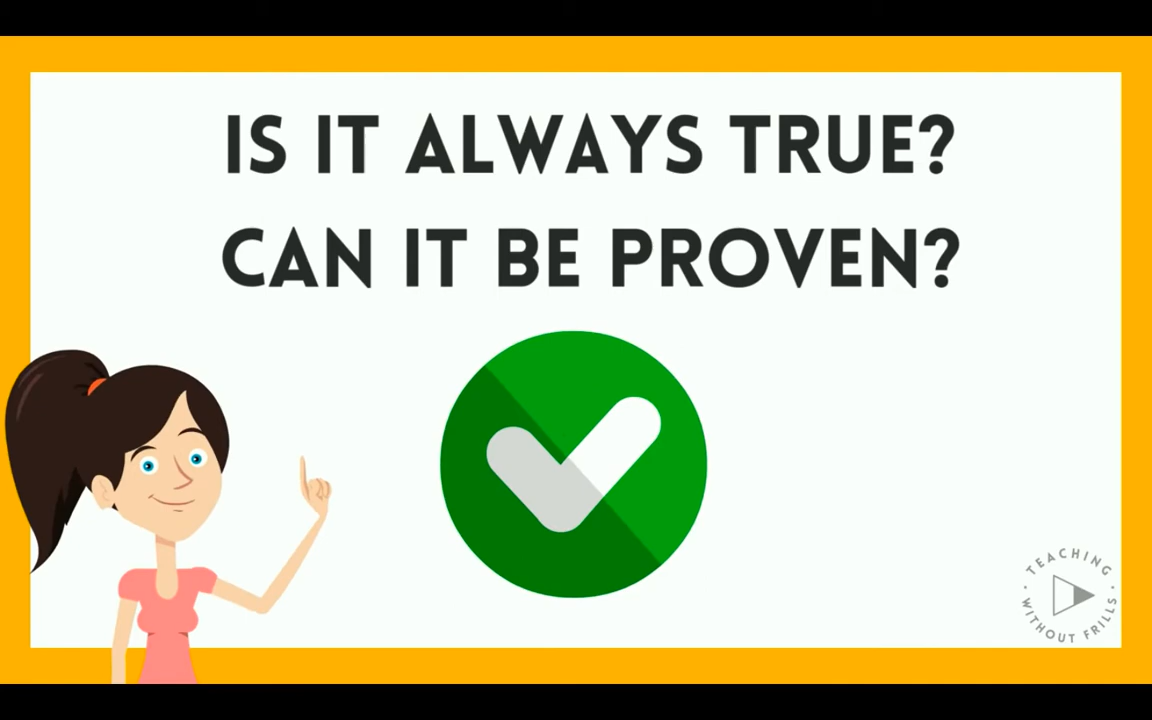 IS IT ALWAYS TRUE?
CAN IT BE PROVEN?
TEACHING
WITHOUT FRILLS